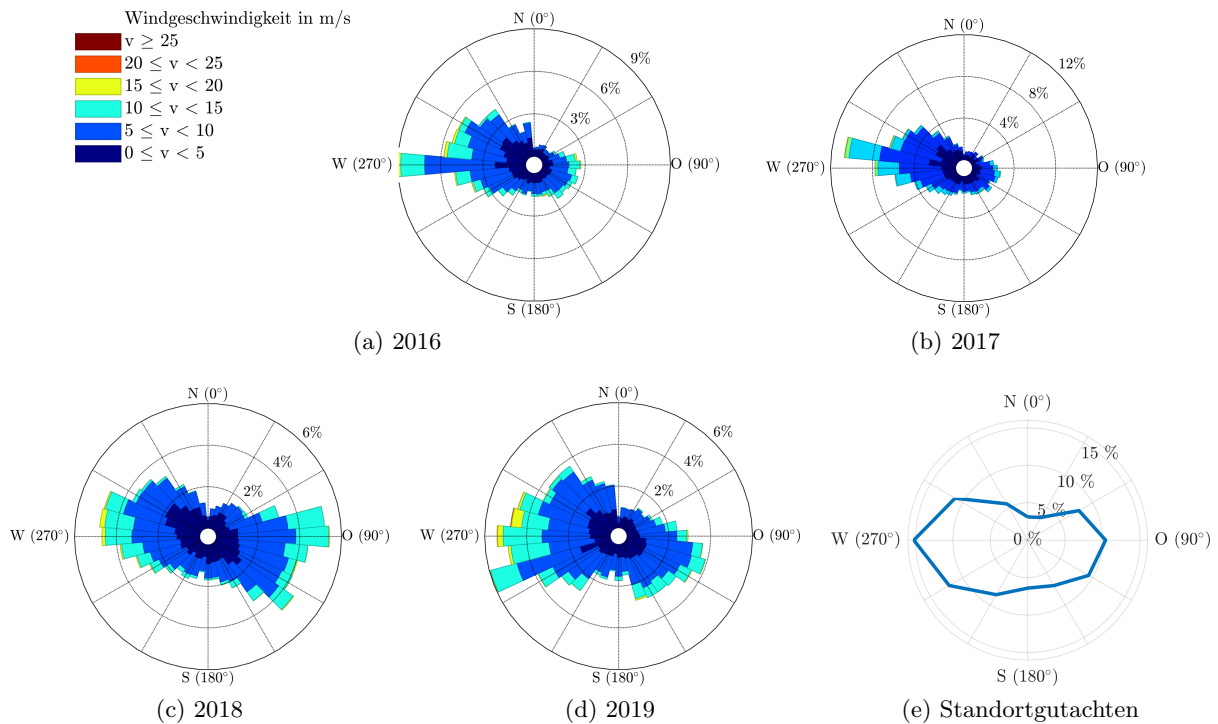 Windgeschwindigkeit in m/s
v ≥ 25
20 ≤ v < 25
15 ≤ v < 20
10 ≤ v < 15
5 ≤ v < 10
0 ≤ v < 5
N (0°)
9%
6%
3%
W (270°)
O (90°)
S (180°)
(a) 2016
N (0°)
12%
8%
4%
W (270°)
O (90°)
S (180°)
(b) 2017
N (0°)
6%
4%
2%
W (270°)
O (90°)
S (180°)
(c) 2018
N (0°)
6%
4%
2%
W (270°)
O (90°)
S (180°)
(d) 2019
N (0°)
15 %
10 %
5 %
0 %
W (270°)
O (90°)
S (180°)
(e) Standortgutachten